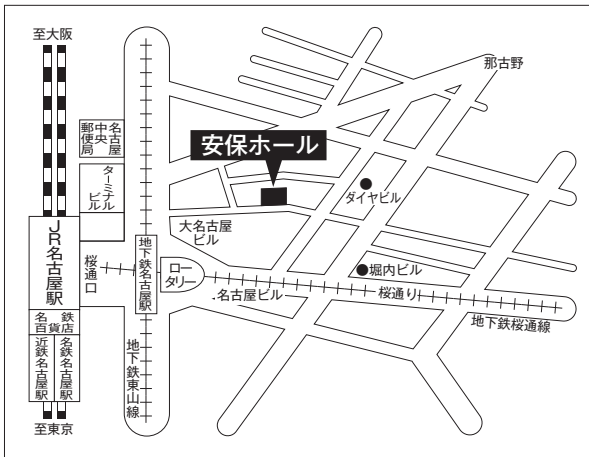 至大阪
那古野
名古屋
中央
郵便局
安保ホール
ターミナル
ビル
ダイヤビル
大名古屋
ビル
JR名古屋駅
桜通口
地下鉄名古屋駅
ロー
タリー
堀内ビル
名古屋ビル
桜通り
地下鉄桜通線
名鉄
百貨店
近鉄名古屋駅
名鉄名古屋駅
地下鉄東山線
至東京